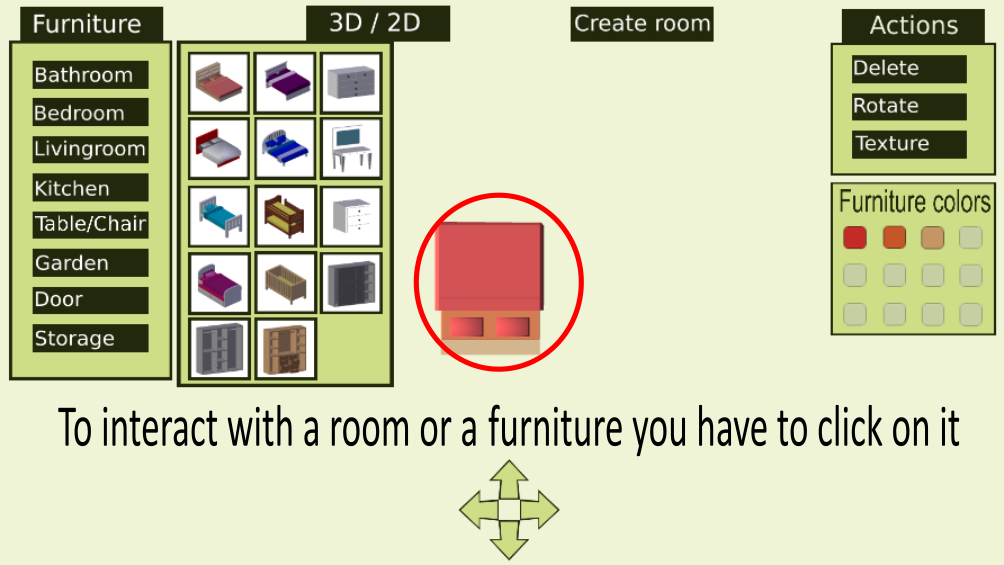 Furniture
3D / 2D
Create room
Actions
Bathroom
Bedroom
Livingroom
Kitchen
Table/Chair
Garden
Door
Storage
Delete
Rotate
Texture
Furniture colors
To interact with a room or a furniture you have to click on it